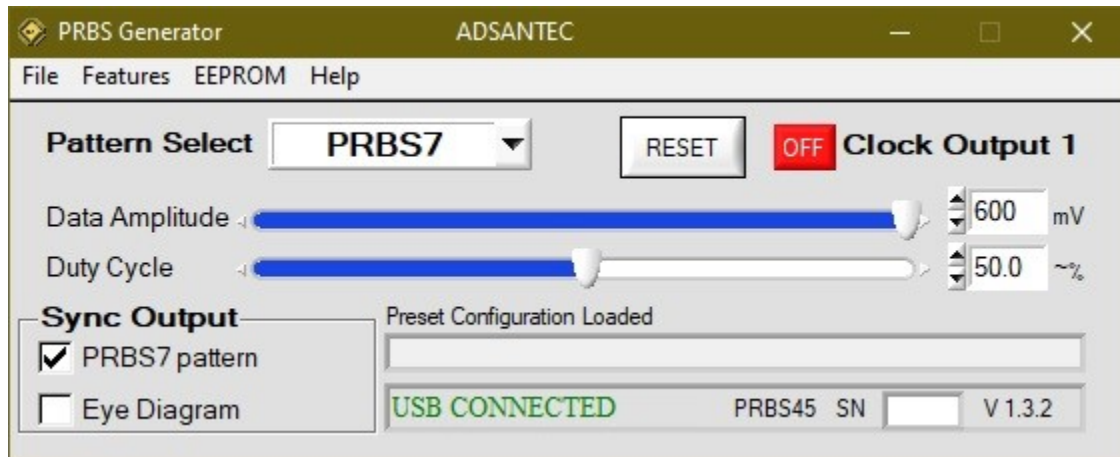 PRBS Generator ADSANTEC
File Features EEPROM Help
Pattern Select PRBS7 RESET OFF Clock Output 1
Data Amplitude 600 mV
Duty Cycle 50.0 ~%
Sync Output
PRBS7 pattern
Eye Diagram
Preset Configuration Loaded
USB CONNECTED PRBS45 SN V 1.3.2